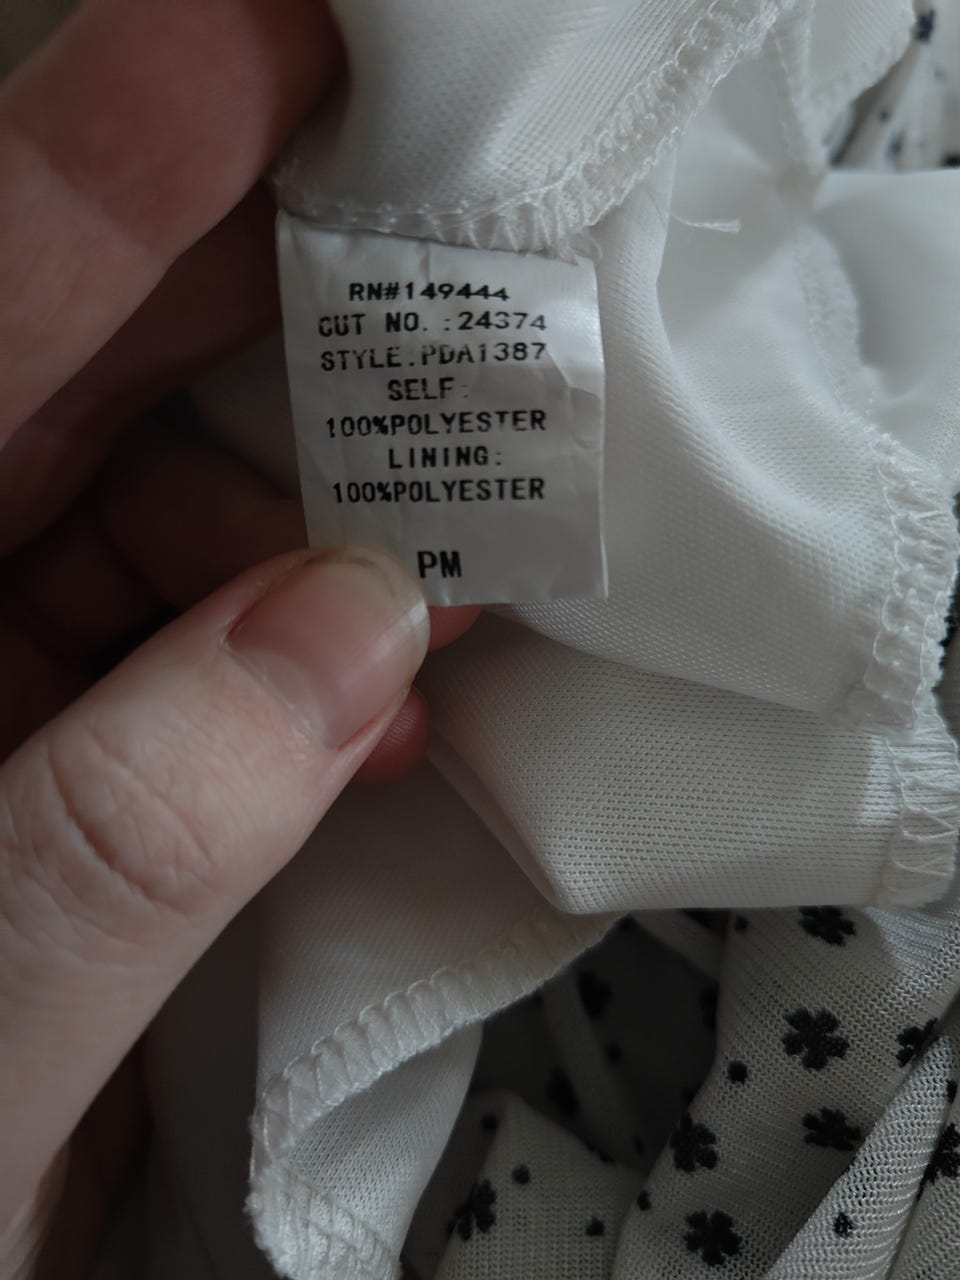 RN#149444
CUT NO. :24374
STYLE.PDA1387
SELF:
100%POLYESTER
LINING:
100%POLYESTER
PM